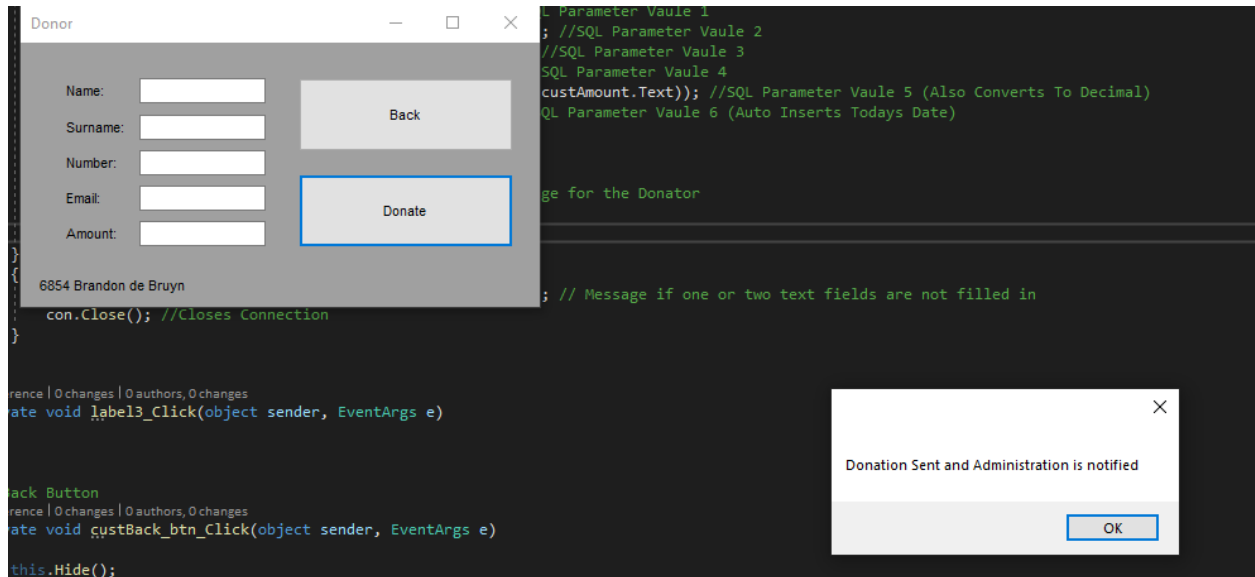 Donor
Name:
Surname:
Number:
Email:
Amount:
Back
Donate
6854 Brandon de Bruyn
L Parameter Vaule 1
; //SQL Parameter Vaule 2
//SQL Parameter Vaule 3
SQL Parameter Vaule 4
custAmount.Text)); //SQL Parameter Vaule 5 (Also Converts To Decimal)
QL Parameter Vaule 6 (Auto Inserts Todays Date)
ge for the Donator
}
{
; // Message if one or two text fields are not filled in
con.Close(); //Closes Connection
}
rence | 0 changes | 0 authors, 0 changes
vate void label3_Click(object sender, EventArgs e)
Back Button
rence | 0 changes | 0 authors, 0 changes
vate void custBack_btn_Click(object sender, EventArgs e)
this.Hide();
Donation Sent and Administration is notified
OK